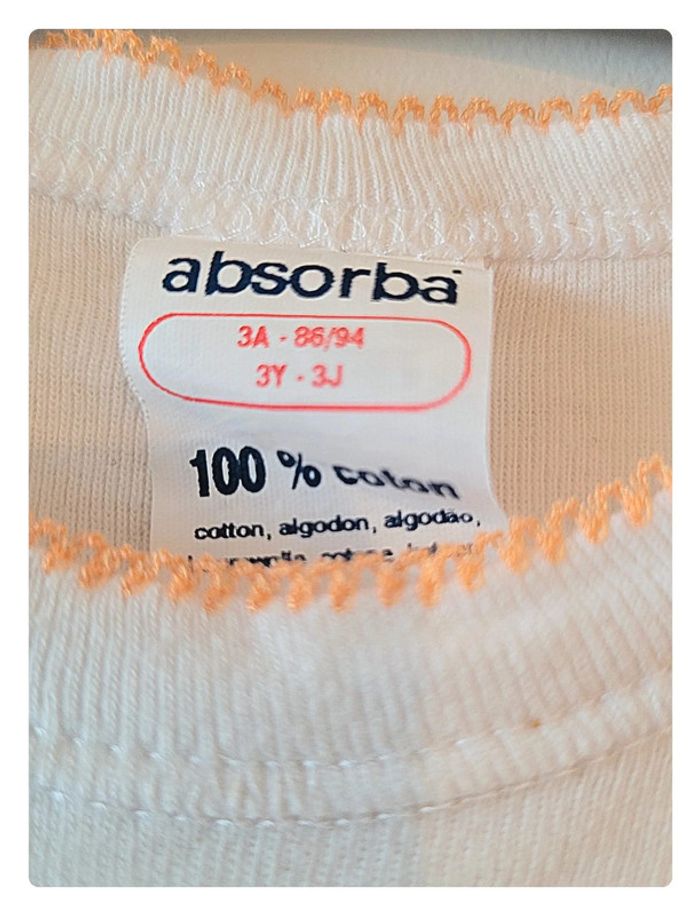 absorba
3A - 86/94
3Y - 3J
100 % coton
cotton, algodon, algodão,